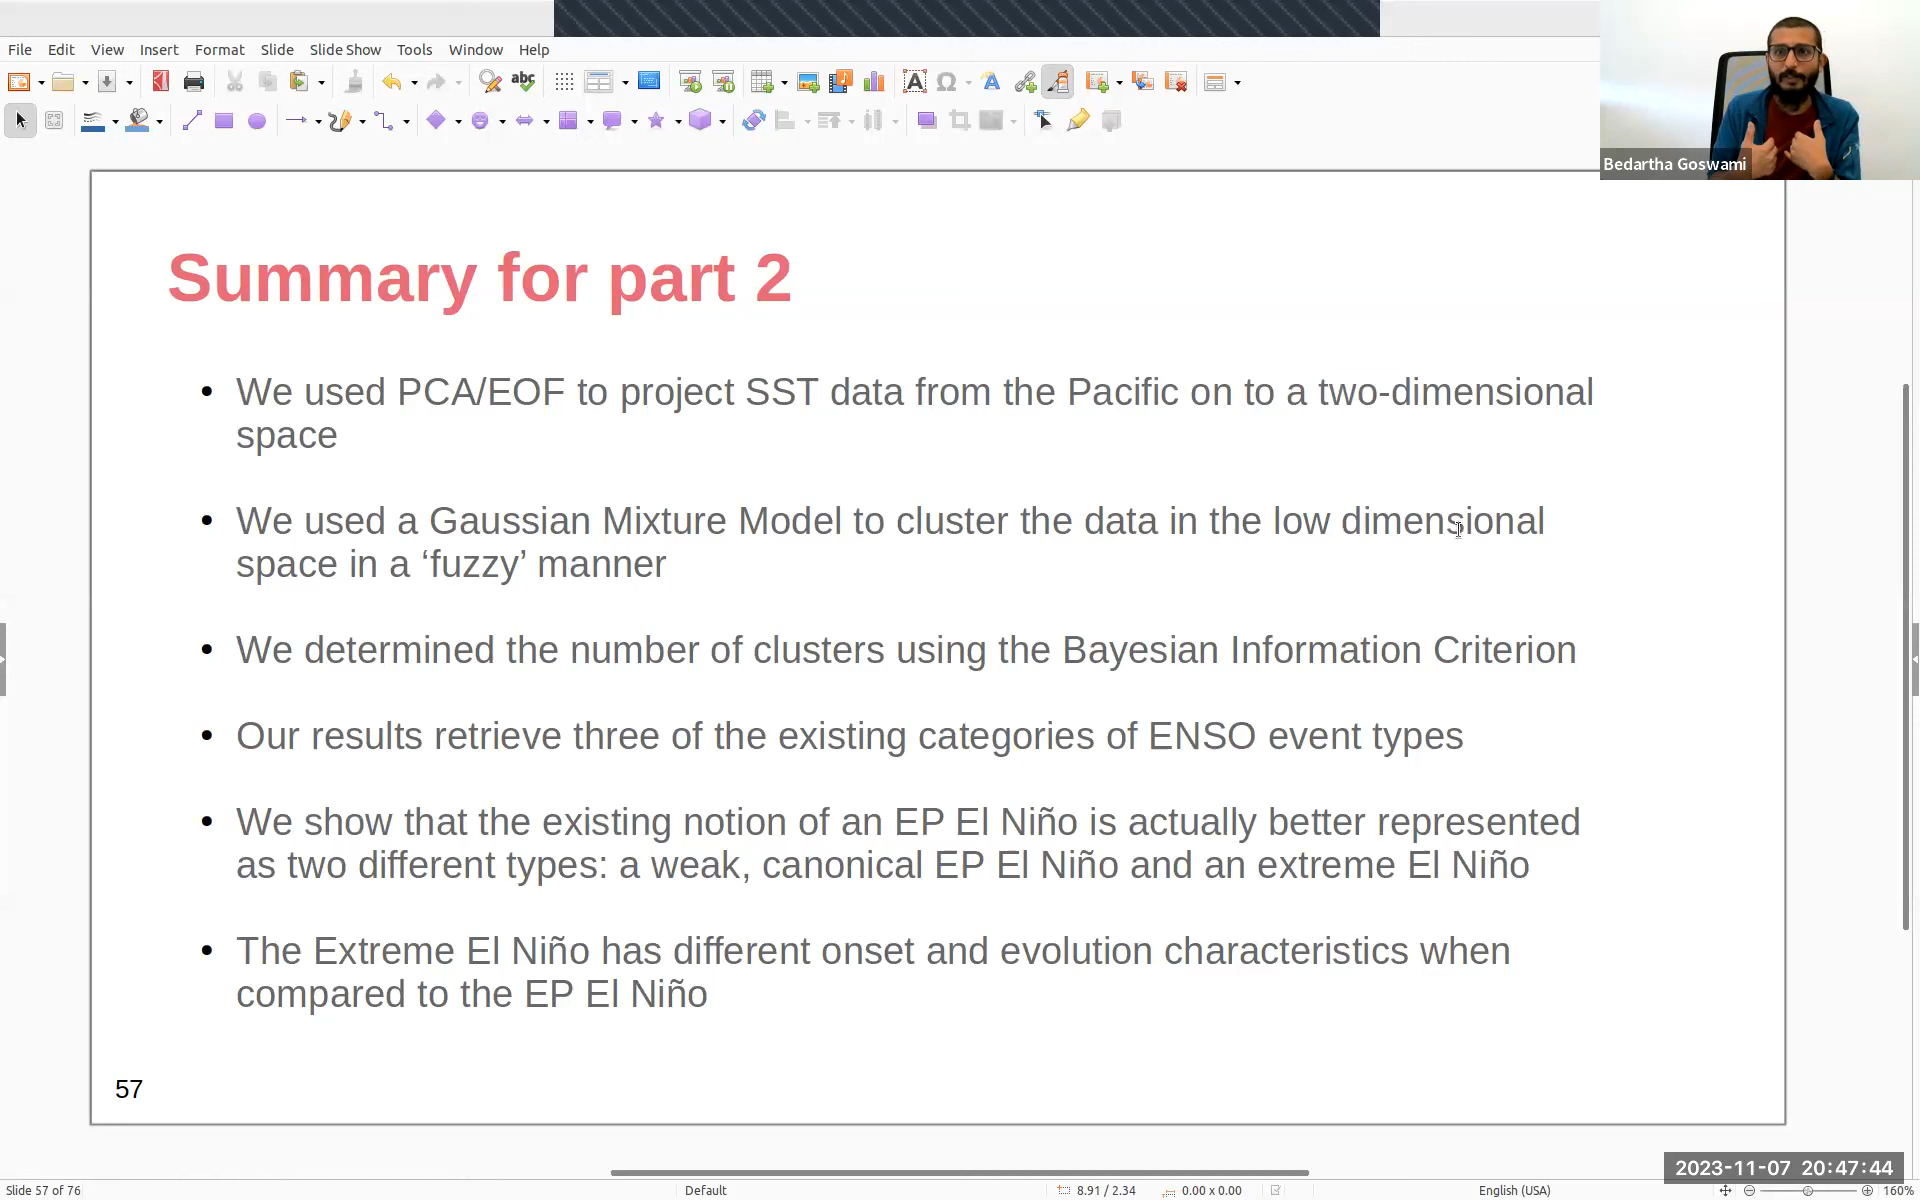 File Edit View Insert Format Slide Slide Show Tools Window Help
abc
Bedartha Goswami
Summary for part 2
• We used PCA/EOF to project SST data from the Pacific on to a two-dimensional
space
• We used a Gaussian Mixture Model to cluster the data in the low dimensional
space in a ‘fuzzy’ manner
• We determined the number of clusters using the Bayesian Information Criterion
• Our results retrieve three of the existing categories of ENSO event types
• We show that the existing notion of an EP El Niño is actually better represented
as two different types: a weak, canonical EP El Niño and an extreme El Niño
• The Extreme El Niño has different onset and evolution characteristics when
compared to the EP El Niño
57
2023-11-07 20:47:44
Slide 57 of 76 Default 8.91 / 2.34 0.00 x 0.00 English (USA) 160%